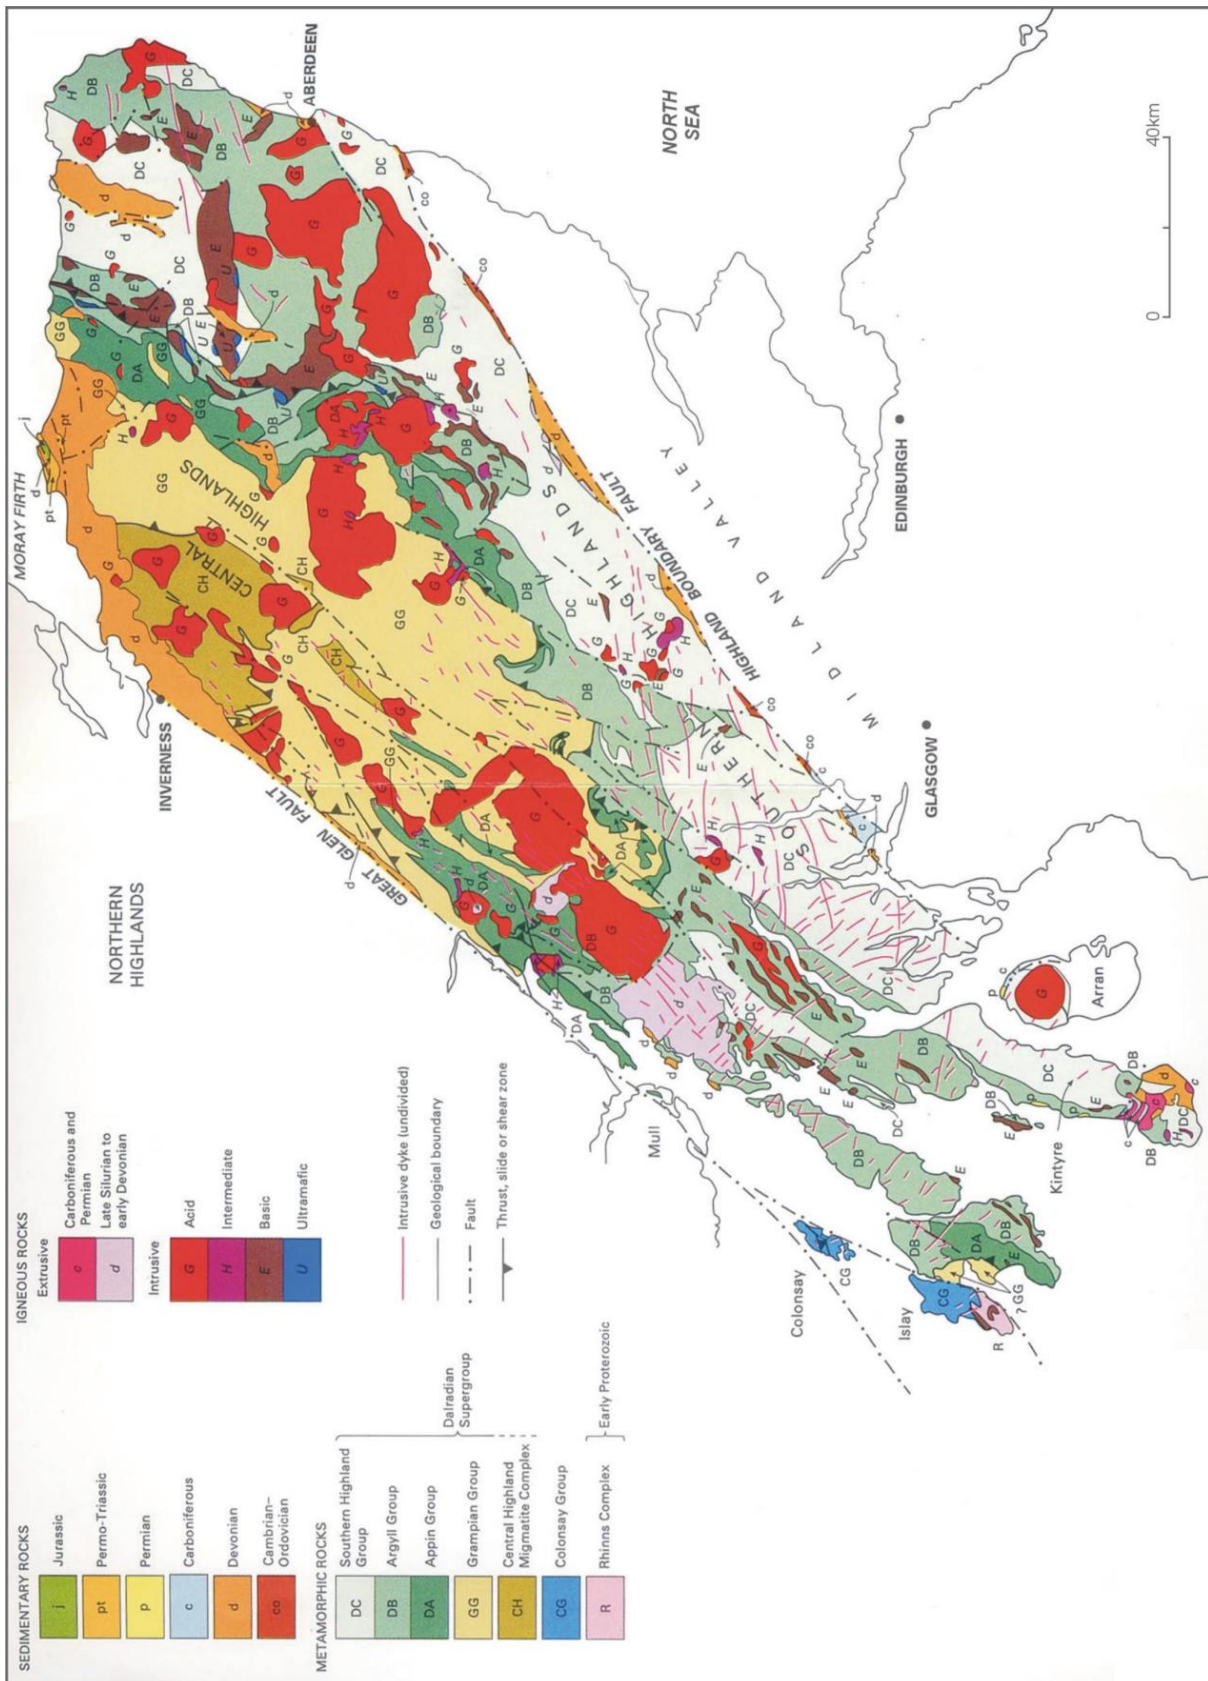 SEDIMENTARY ROCKS
j Jurassic
pt Permo-Triassic
p Permian
c Carboniferous
d Devonian
co Cambrian–
Ordovician
METAMORPHIC ROCKS
DC Southern Highland
Group
DB Argyll Group
DA Appin Group
GG Grampian Group
CH Central Highland
Migmatite Complex
CG Colonsay Group
R Rhinns Complex
Dalradian
Supergroup
Early Proterozoic
IGNEOUS ROCKS
Extrusive
c Carboniferous and
Permian
d Late Silurian to
early Devonian
Intrusive
G Acid
H Intermediate
E Basic
U Ultramafic
Intrusive dyke (undivided)
Geological boundary
Fault
Thrust, slide or shear zone
NORTHERN
HIGHLANDS
MORAY FIRTH
INVERNESS
GREAT GLEN FAULT
CENTRAL
HIGHLANDS
ABERDEEN
NORTH
SEA
SOUTHERN
HIGHLANDS
HIGHLAND BOUNDARY FAULT
MIDLAND VALLEY
EDINBURGH
GLASGOW
Mull
Colonsay
Islay
Kintyre
Arran
? GG
0 40km